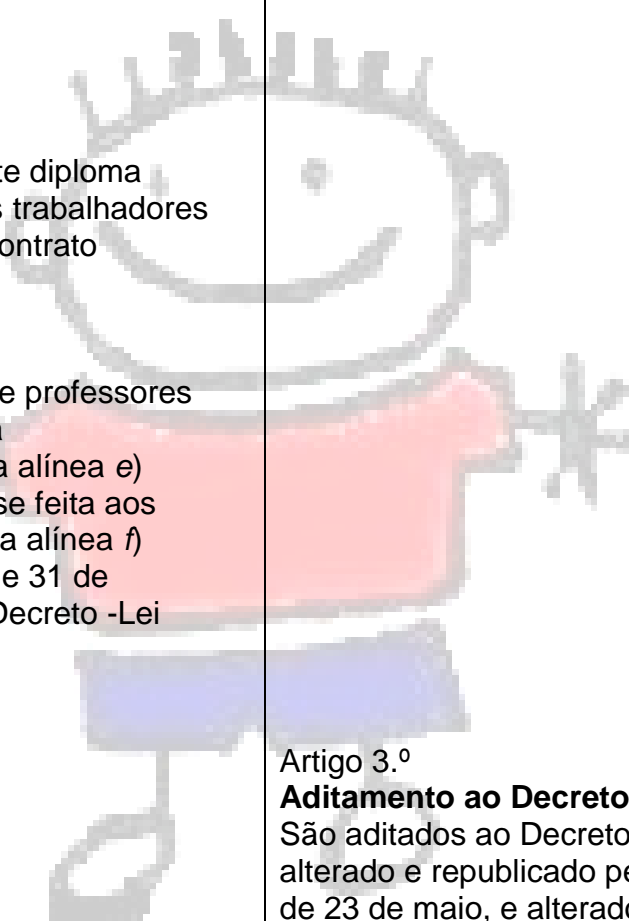 te diploma
s trabalhadores
ontrato
e professores
a alínea e)
se feita aos
a alínea f)
e 31 de
Decreto -Lei
Artigo 3.º
Aditamento ao Decreto
São aditados ao Decreto
alterado e republicado pe
de 23 de maio, e alterado